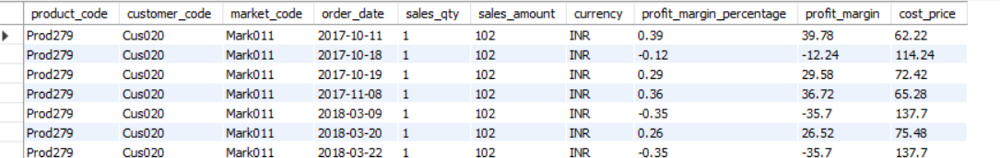 product_code customer_code market_code order_date sales_qty sales_amount currency profit_margin_percentage profit_margin cost_price
Prod279 Cus020 Mark011 2017-10-11 1 102 INR 0.39 39.78 62.22
Prod279 Cus020 Mark011 2017-10-18 1 102 INR -0.12 -12.24 114.24
Prod279 Cus020 Mark011 2017-10-19 1 102 INR 0.29 29.58 72.42
Prod279 Cus020 Mark011 2017-11-08 1 102 INR 0.36 36.72 65.28
Prod279 Cus020 Mark011 2018-03-09 1 102 INR -0.35 -35.7 137.7
Prod279 Cus020 Mark011 2018-03-20 1 102 INR 0.26 26.52 75.48
Prod279 Cus020 Mark011 2018-03-22 1 102 INR -0.35 -35.7 137.7